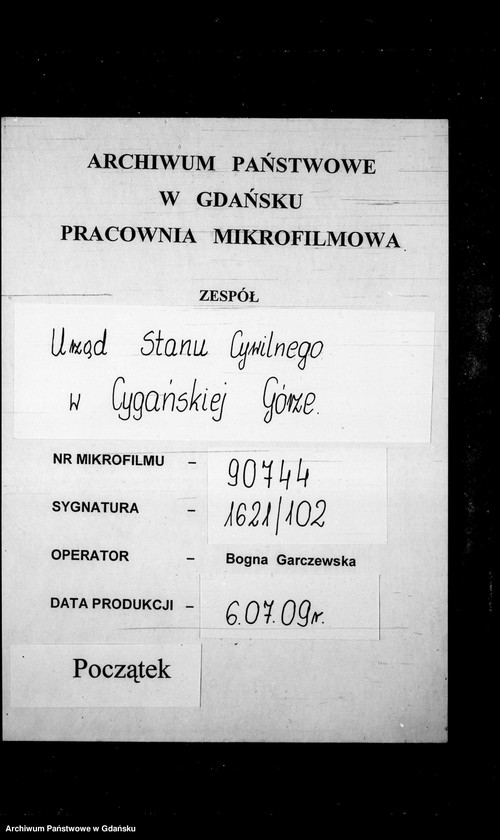 ARCHIWUM PAŃSTWOWE
W GDAŃSKU
PRACOWNIA MIKROFILMOWA
ZESPÓŁ
Urząd Stanu Cywilnego
w Cygańskiej Górze.
NR MIKROFILMU – 90744
SYGNATURA – 1621/102
OPERATOR – Bogna Garczewska
DATA PRODUKCJI – 6.07.09r.
Początek
Archiwum Państwowe w Gdańsku